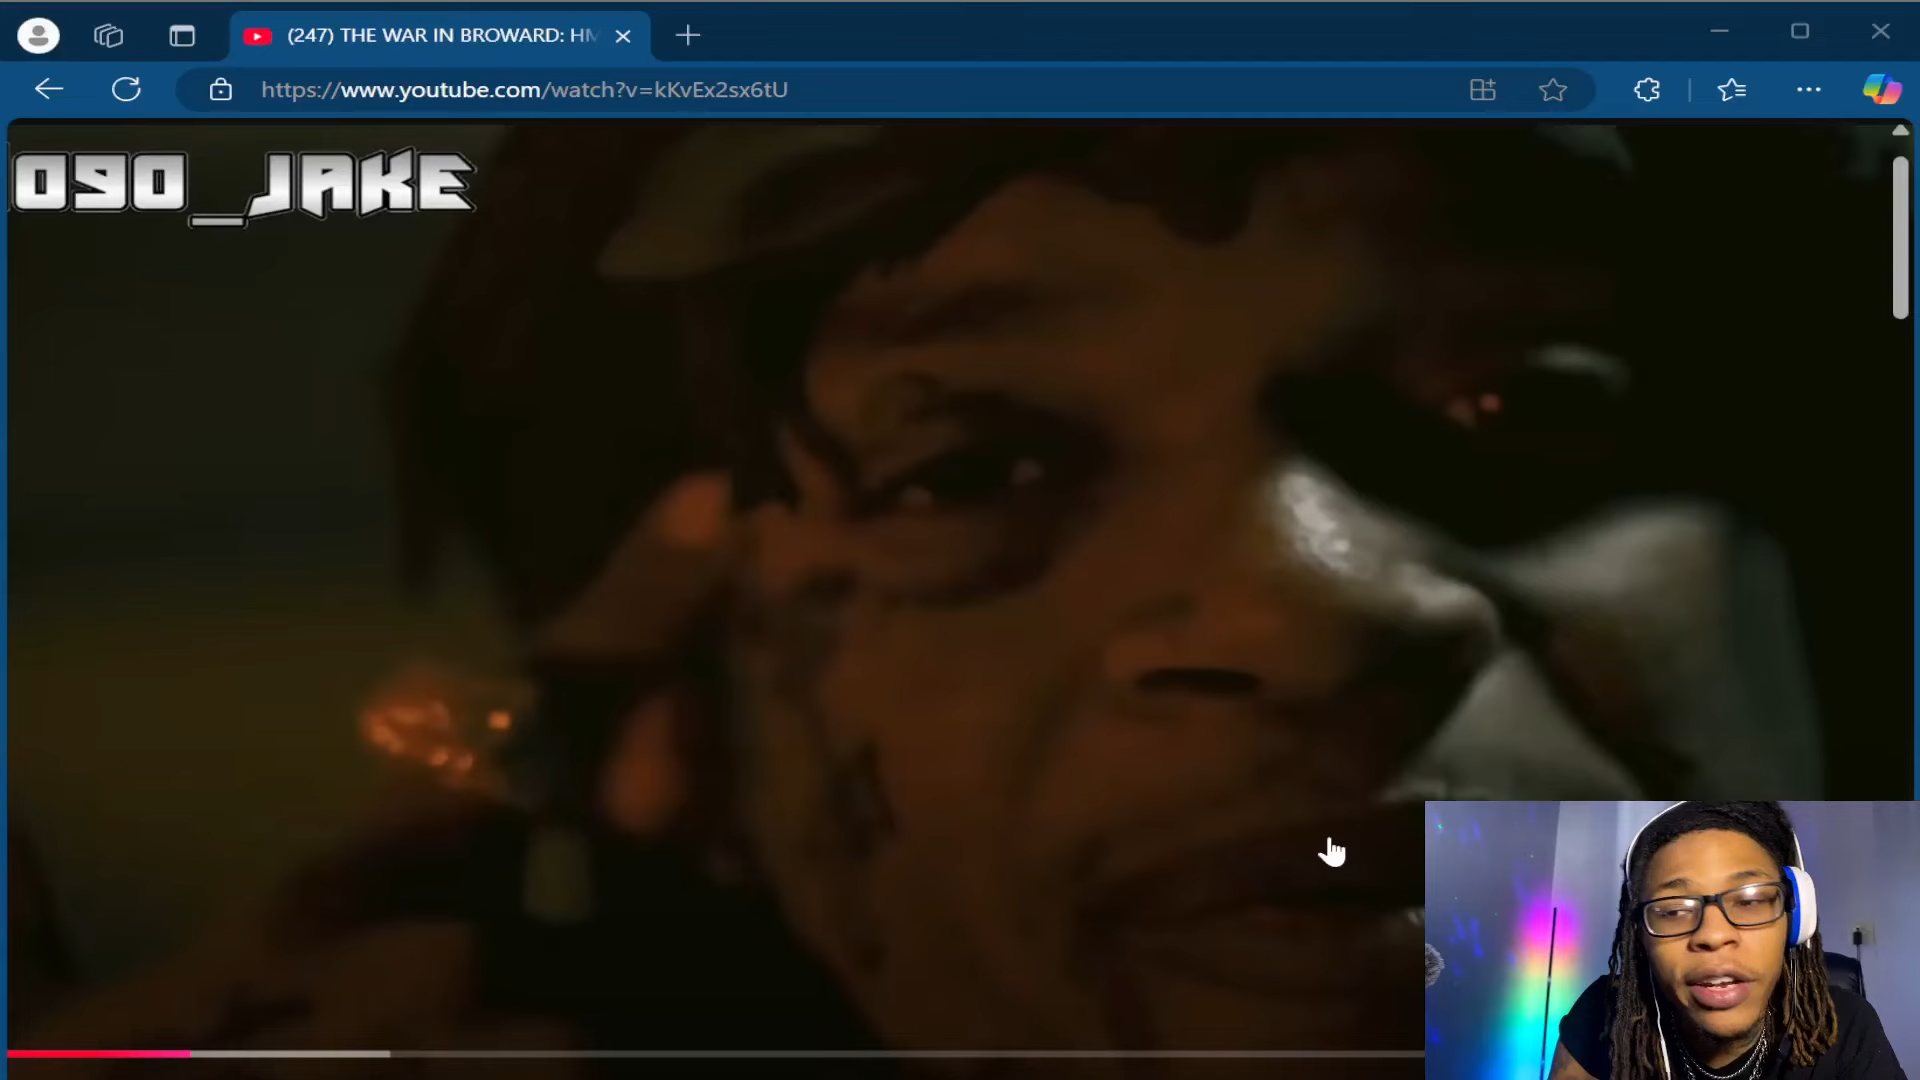 (247) THE WAR IN BROWARD: HM
https://www.youtube.com/watch?v=kKvEx2sx6tU
090_JAKE